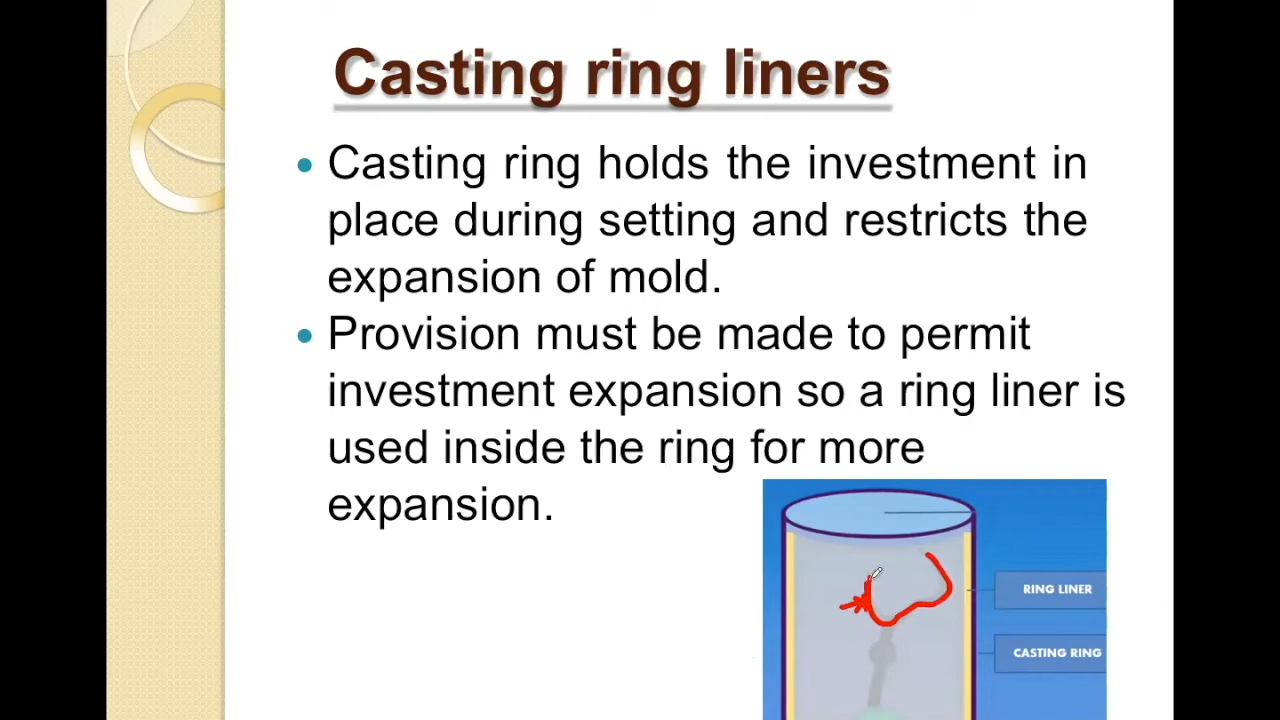 Casting ring liners
• Casting ring holds the investment in
place during setting and restricts the
expansion of mold.
• Provision must be made to permit
investment expansion so a ring liner is
used inside the ring for more
expansion.
RING LINER
CASTING RING